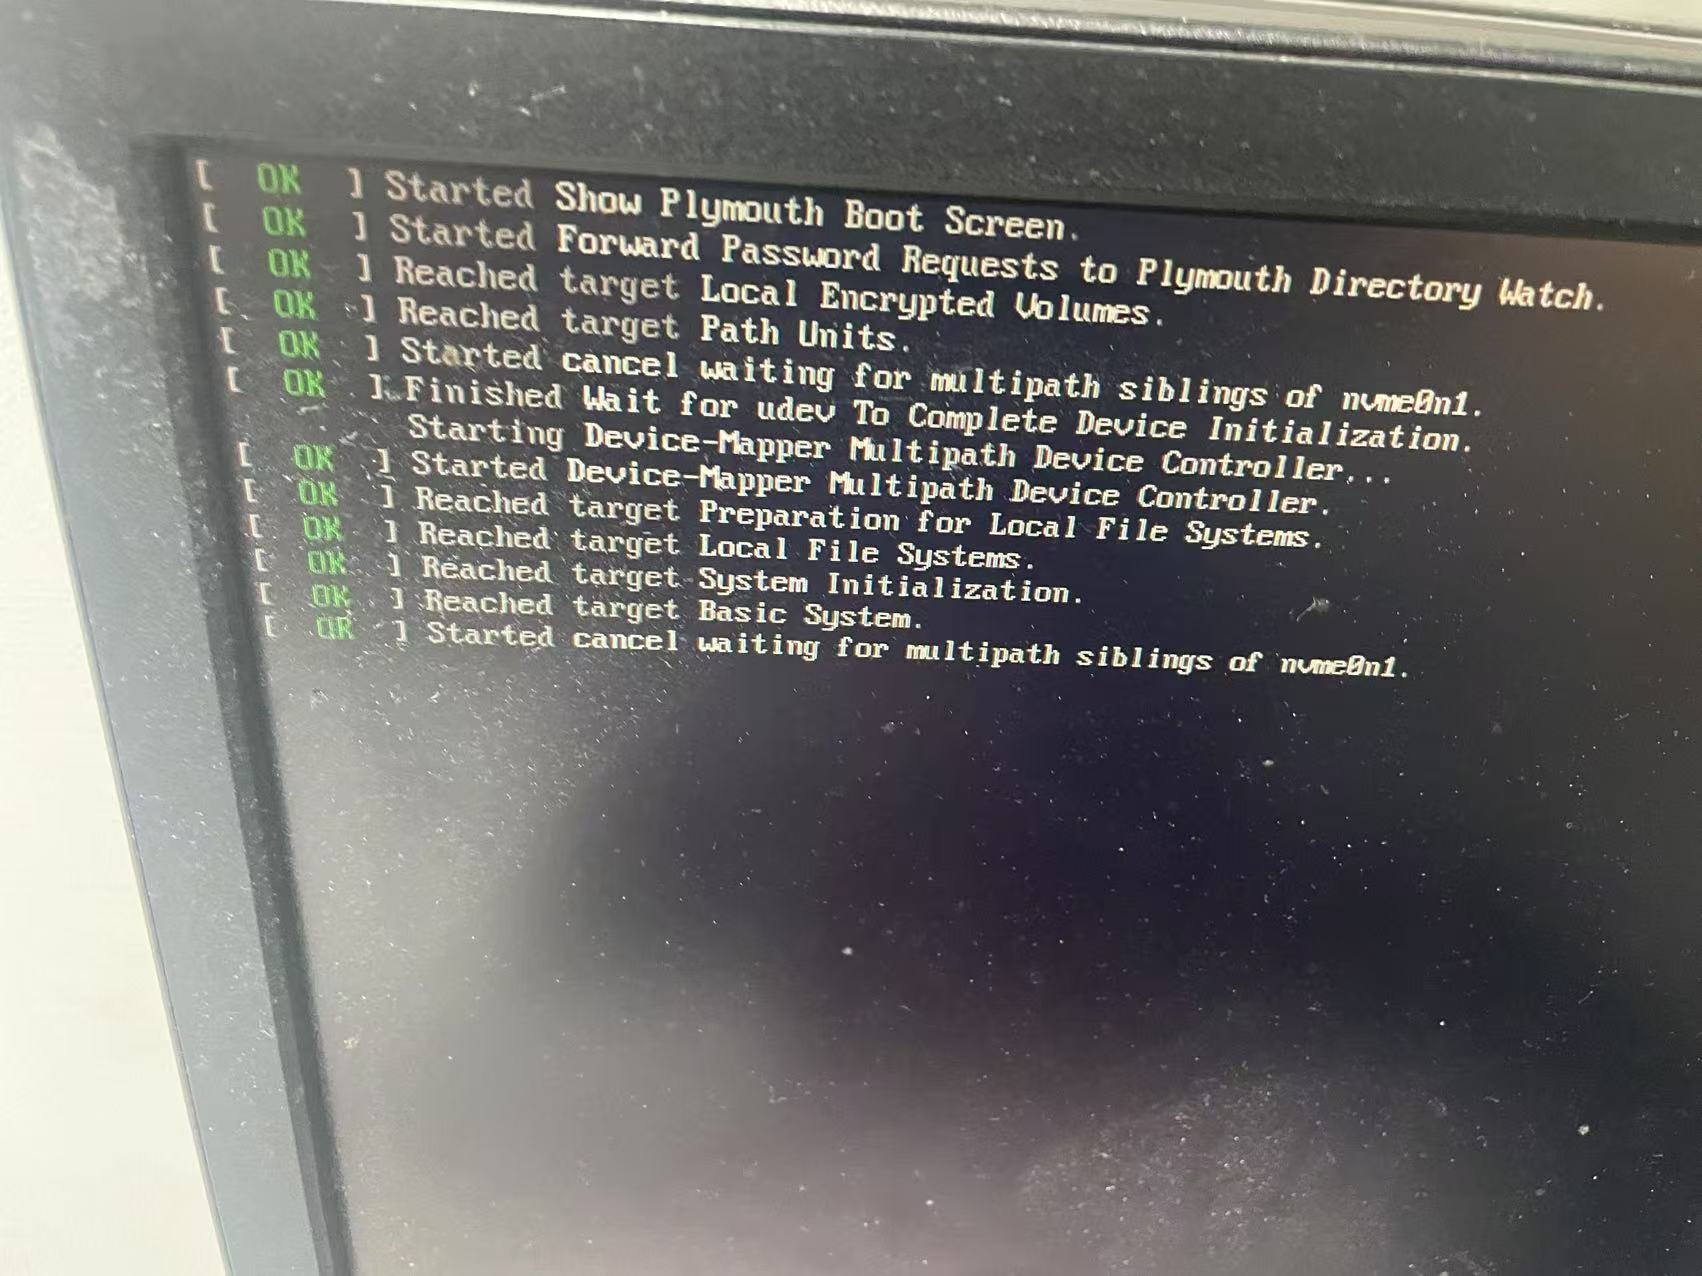 [  OK  ] Started Show Plymouth Boot Screen.
[  OK  ] Started Forward Password Requests to Plymouth Directory Watch.
[  OK  ] Reached target Local Encrypted Volumes.
[  OK  ] Reached target Path Units.
[  OK  ] Started cancel waiting for multipath siblings of nvme0n1.
[  OK  ] Finished Wait for udev To Complete Device Initialization.
Starting Device-Mapper Multipath Device Controller...
[  OK  ] Started Device-Mapper Multipath Device Controller.
[  OK  ] Reached target Preparation for Local File Systems.
[  OK  ] Reached target Local File Systems.
[  OK  ] Reached target System Initialization.
[  OK  ] Reached target Basic System.
[  OK  ] Started cancel waiting for multipath siblings of nvme0n1.